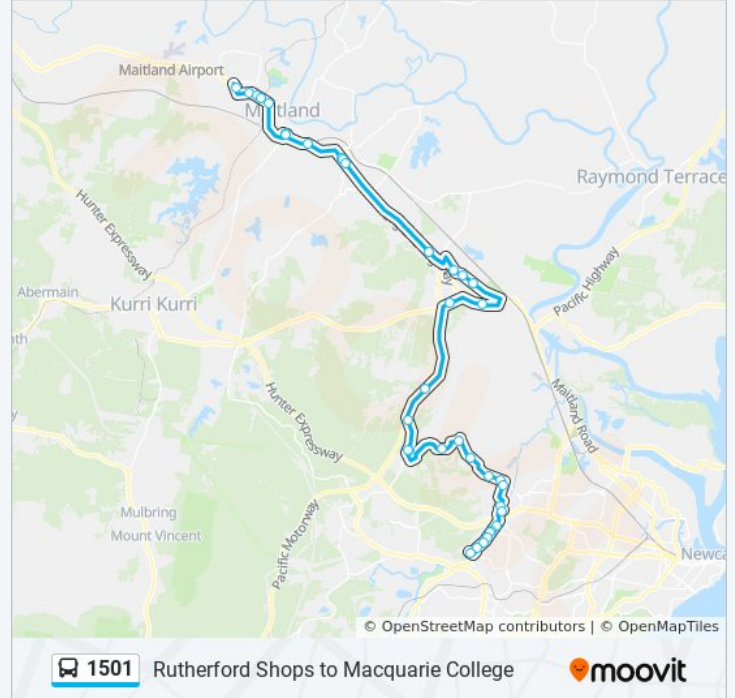 Maitland Airport
Maitland
Raymond Terrace
Hunter Expressway
Pacific Highway
Abermain
Kurri Kurri
ath
Maitland Road
Hunter Expressway
Mulbring
Mount Vincent
Pacific Motorway
Newca
© OpenStreetMap contributors | © OpenMapTiles
1501 Rutherford Shops to Macquarie College
moovit